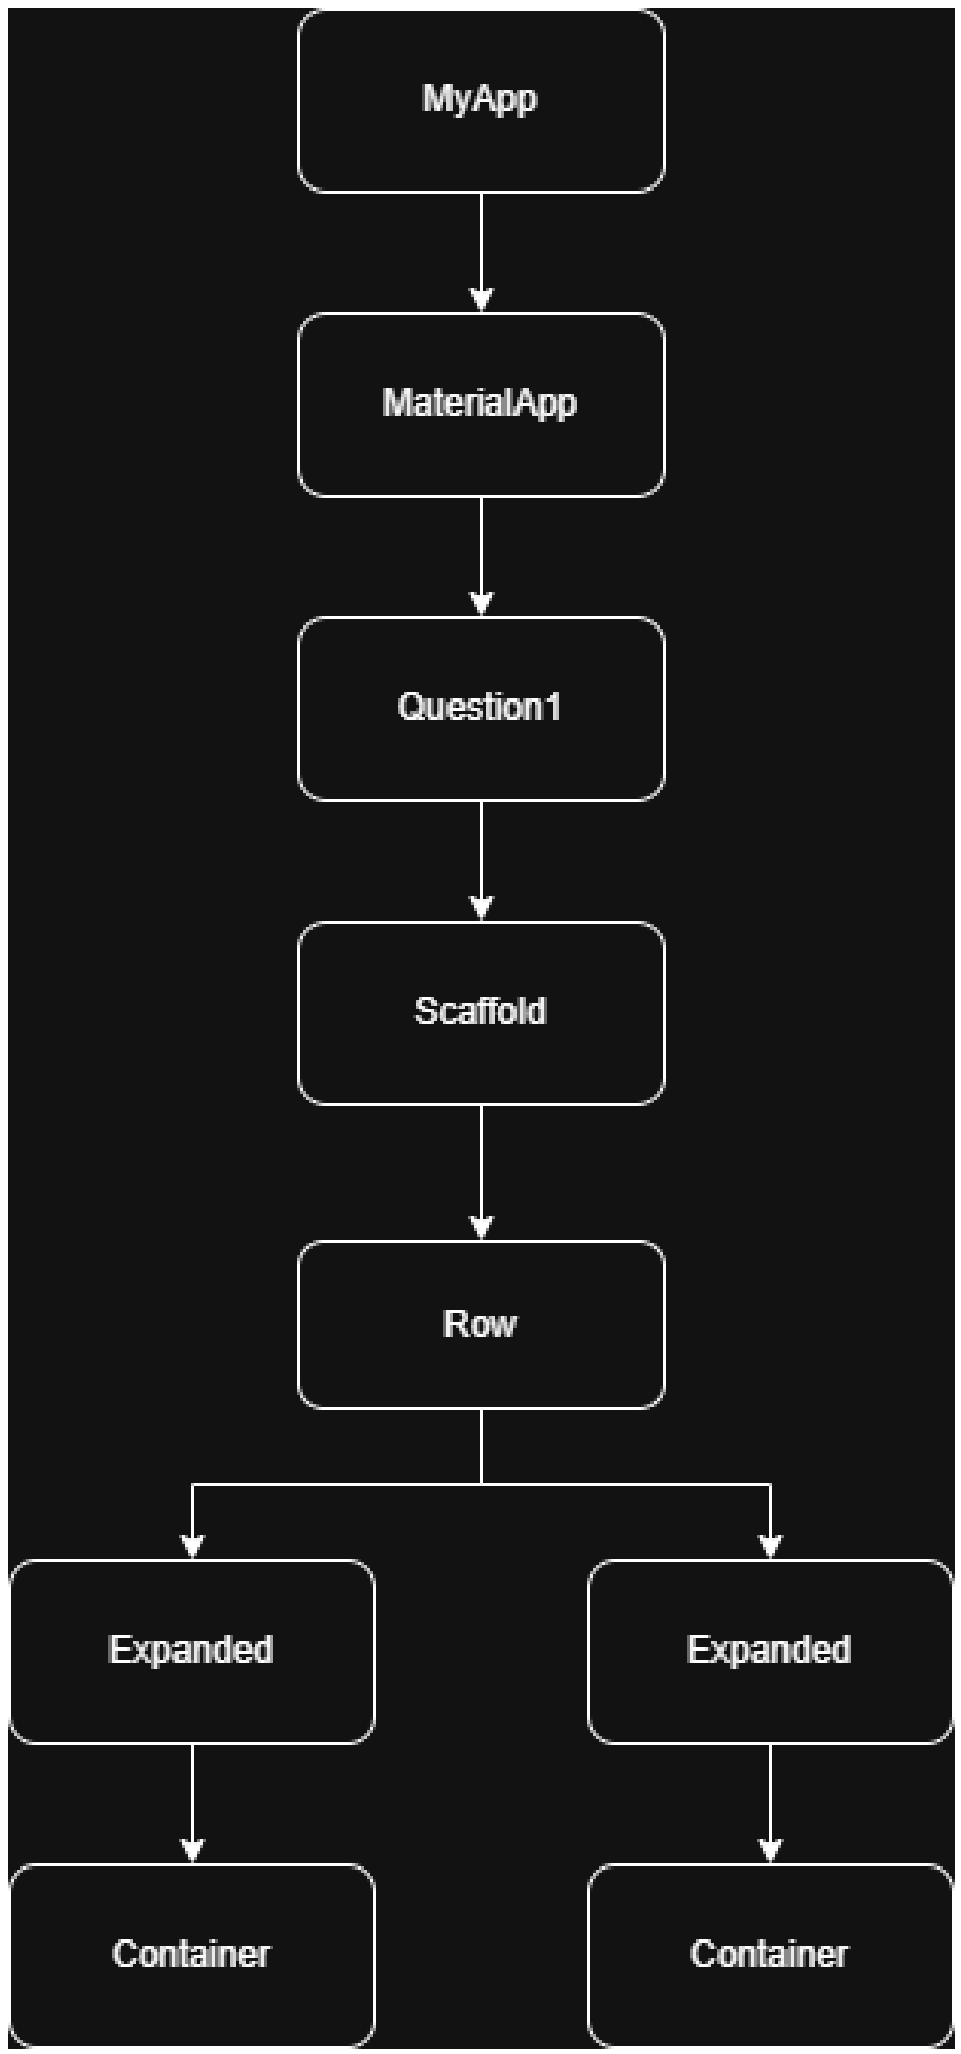 MyApp
MaterialApp
Question1
Scaffold
Row
Expanded
Expanded
Container
Container